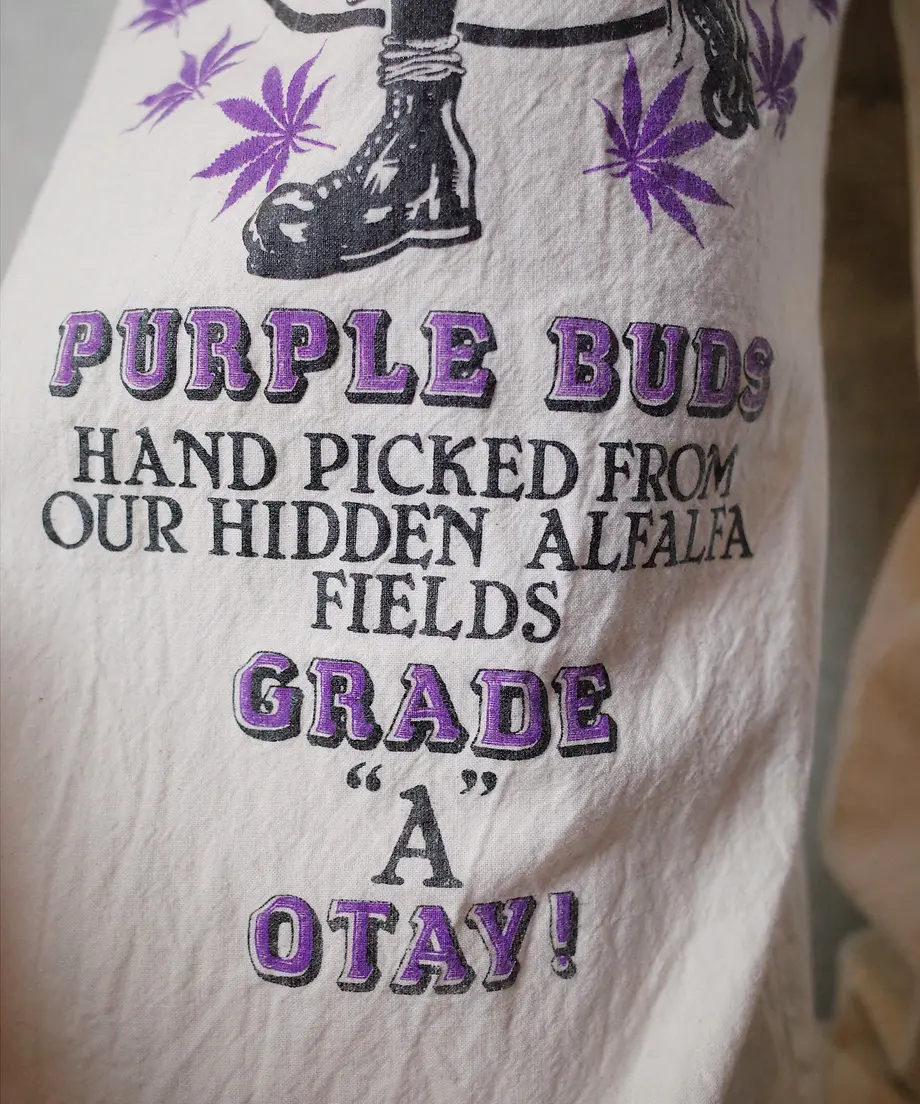 PURPLE BUDS
HAND PICKED FROM
OUR HIDDEN ALFALFA
FIELDS
GRADE
“A”
OTAY!